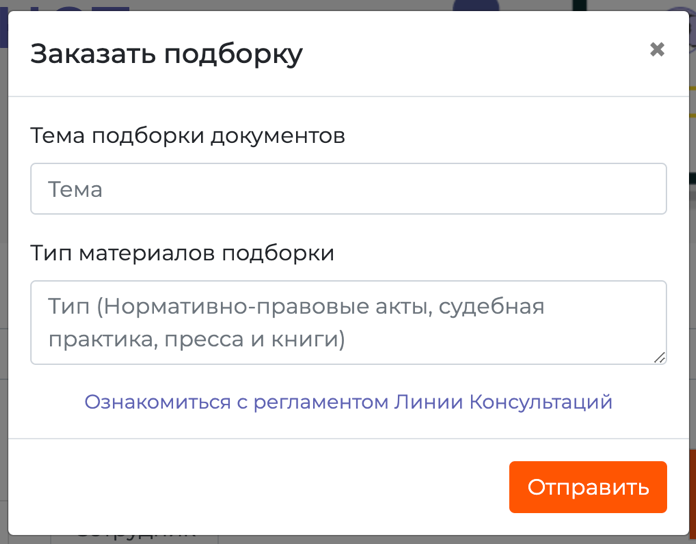 Заказать подборку
×
Тема подборки документов
Тема
Тип материалов подборки
Тип (Нормативно-правовые акты, судебная
практика, пресса и книги)
Ознакомиться с регламентом Линии Консультаций
Отправить